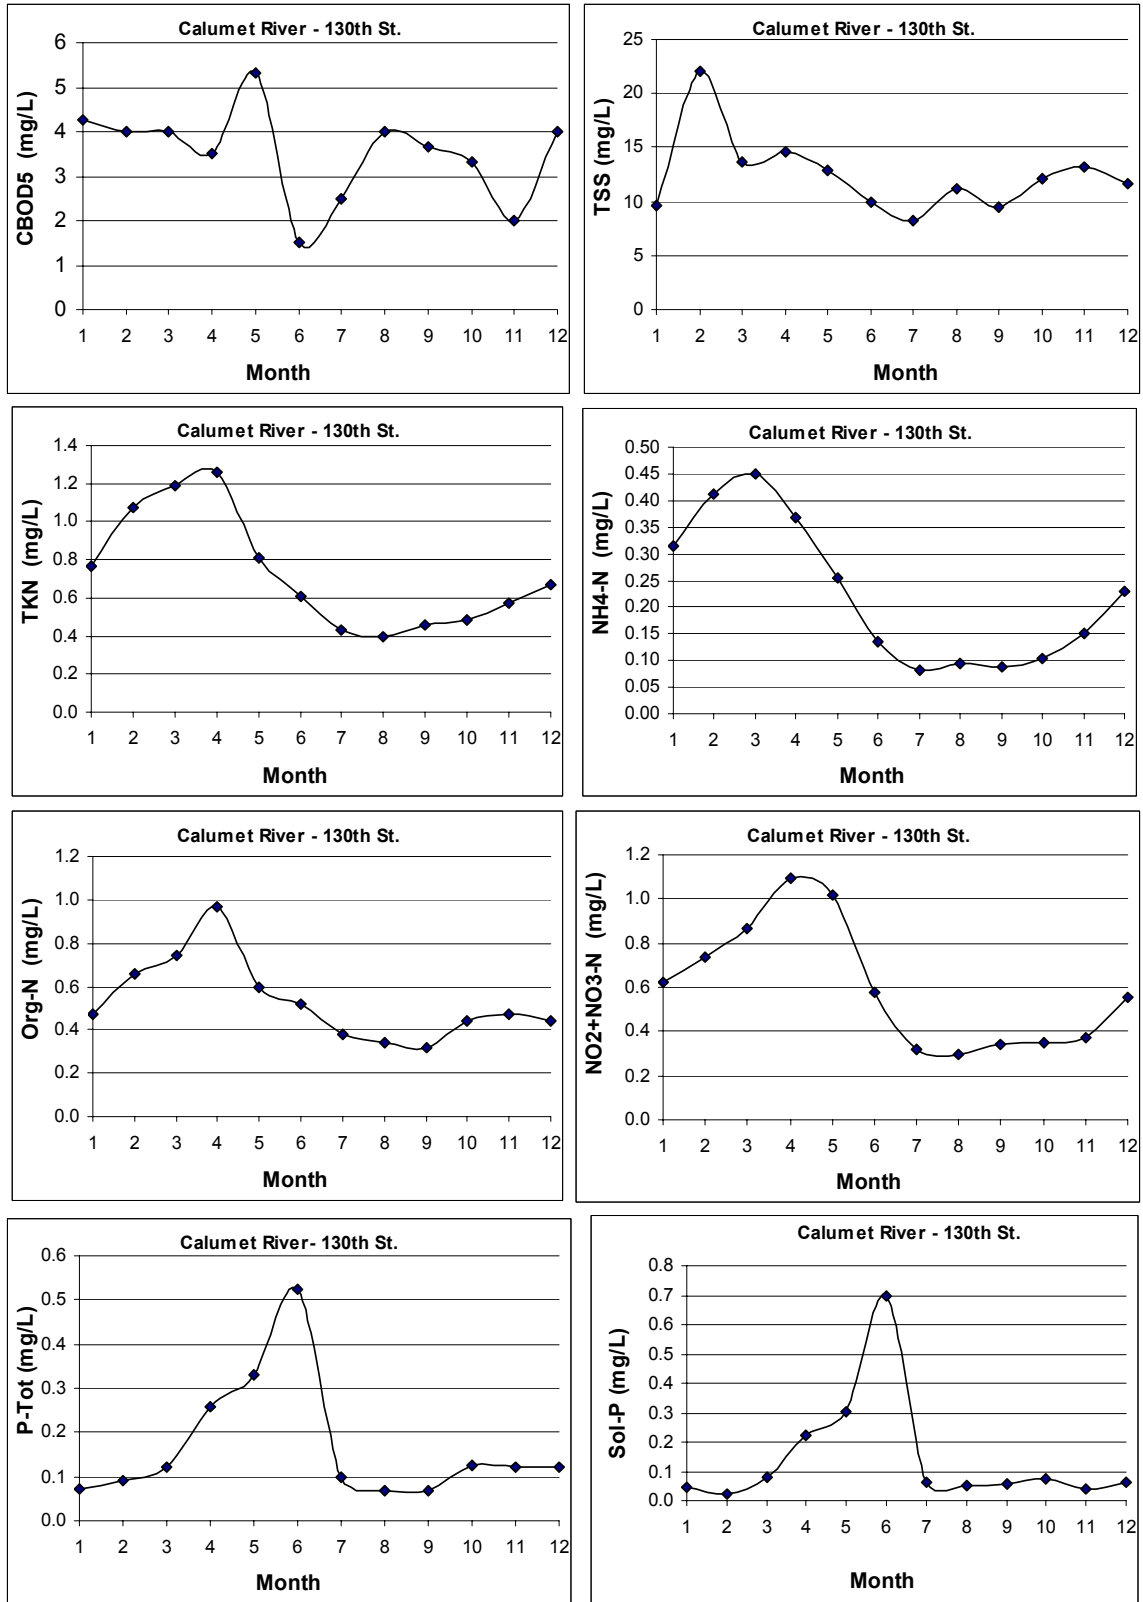 Calumet River - 130th St.
6
5
4
3
2
1
0
CBOD5 (mg/L)
1 2 3 4 5 6 7 8 9 10 11 12
Month
Calumet River - 130th St.
25
20
15
10
5
0
TSS (mg/L)
1 2 3 4 5 6 7 8 9 10 11 12
Month
Calumet River - 130th St.
1.4
1.2
1.0
0.8
0.6
0.4
0.2
0.0
TKN (mg/L)
1 2 3 4 5 6 7 8 9 10 11 12
Month
Calumet River - 130th St.
0.50
0.45
0.40
0.35
0.30
0.25
0.20
0.15
0.10
0.05
0.00
NH4-N (mg/L)
1 2 3 4 5 6 7 8 9 10 11 12
Month
Calumet River - 130th St.
1.2
1.0
0.8
0.6
0.4
0.2
0.0
Org-N (mg/L)
1 2 3 4 5 6 7 8 9 10 11 12
Month
Calumet River - 130th St.
1.2
1.0
0.8
0.6
0.4
0.2
0.0
NO2+NO3-N (mg/L)
1 2 3 4 5 6 7 8 9 10 11 12
Month
Calumet River- 130th St.
0.6
0.5
0.4
0.3
0.2
0.1
0.0
P-Tot (mg/L)
1 2 3 4 5 6 7 8 9 10 11 12
Month
Calumet River - 130th St.
0.8
0.7
0.6
0.5
0.4
0.3
0.2
0.1
0.0
Sol-P (mg/L)
1 2 3 4 5 6 7 8 9 10 11 12
Month